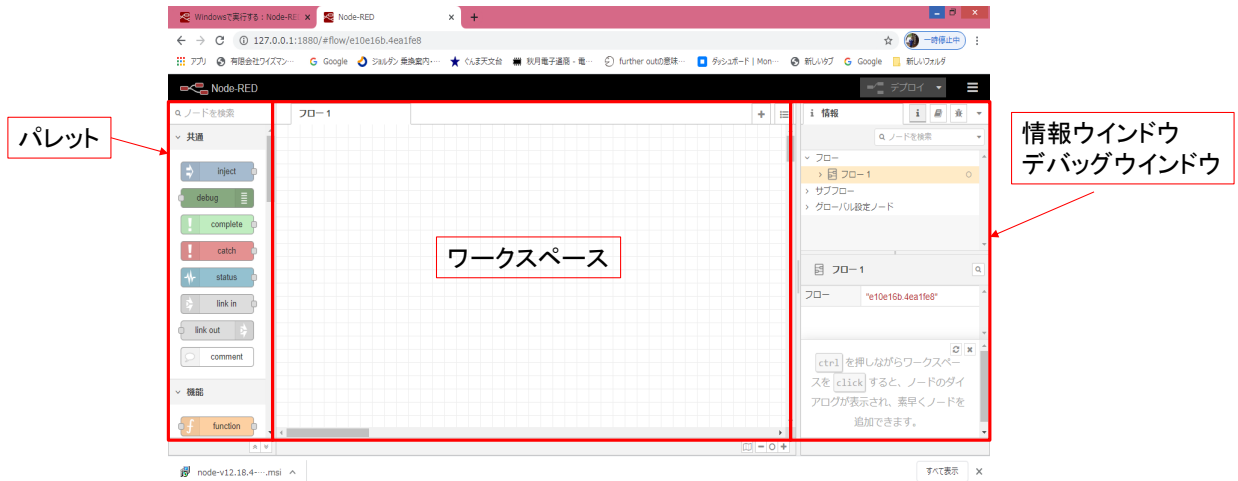 Windowsで実行する : Node-RE
Node-RED
127.0.0.1:1880/#flow/e10e16b.4ea1fe8
一時停止中
アプリ
有限会社ワイズマン…
Google
ジョルダン 乗換案内-…
ぐんま天文台
秋月電子通商 - 電…
further outの意味…
ダッシュボード | Mon…
新しいタブ
Google
新しいフォルダ
Node-RED
デプロイ
パレット
ノードを検索
共通
inject
debug
complete
catch
status
link in
link out
comment
機能
function
フロー 1
ワークスペース
情報
ノードを検索
フロー
フロー 1
サブフロー
グローバル設定ノード
フロー 1
フロー
"e10e16b.4ea1fe8"
ctrl を押しながらワークスペー
スを click すると、ノードのダイ
アログが表示され、素早くノードを
追加できます。
情報ウインドウ
デバッグウインドウ
node-v12.18.4-….msi
すべて表示